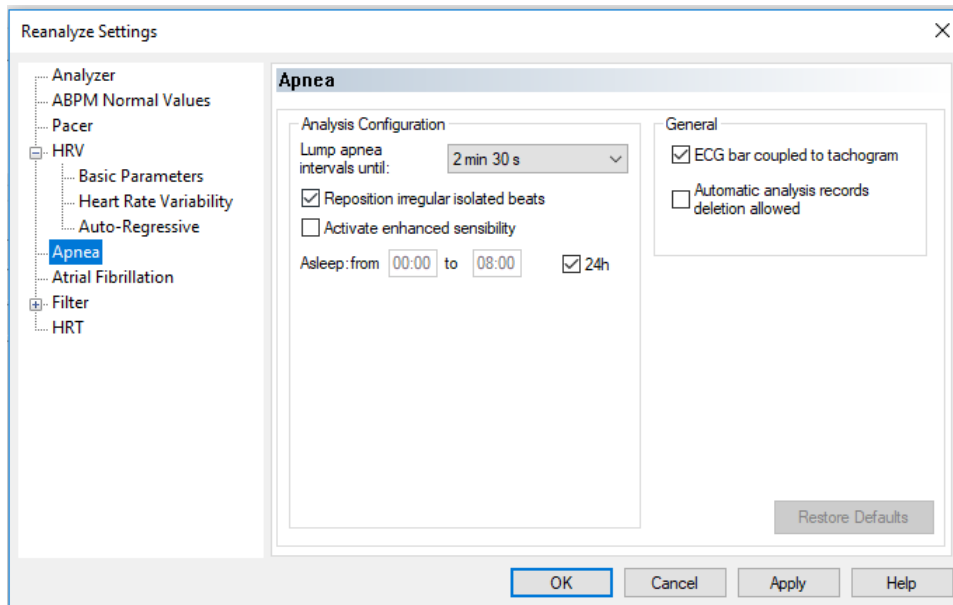 Reanalyze Settings
Analyzer
ABPM Normal Values
Pacer
HRV
Basic Parameters
Heart Rate Variability
Auto-Regressive
Apnea
Atrial Fibrillation
Filter
HRT
Apnea
Analysis Configuration
Lump apnea
intervals until:
2 min 30 s
Reposition irregular isolated beats
Activate enhanced sensibility
Asleep: from 00:00 to 08:00 24h
General
ECG bar coupled to tachogram
Automatic analysis records
deletion allowed
Restore Defaults
OK Cancel Apply Help